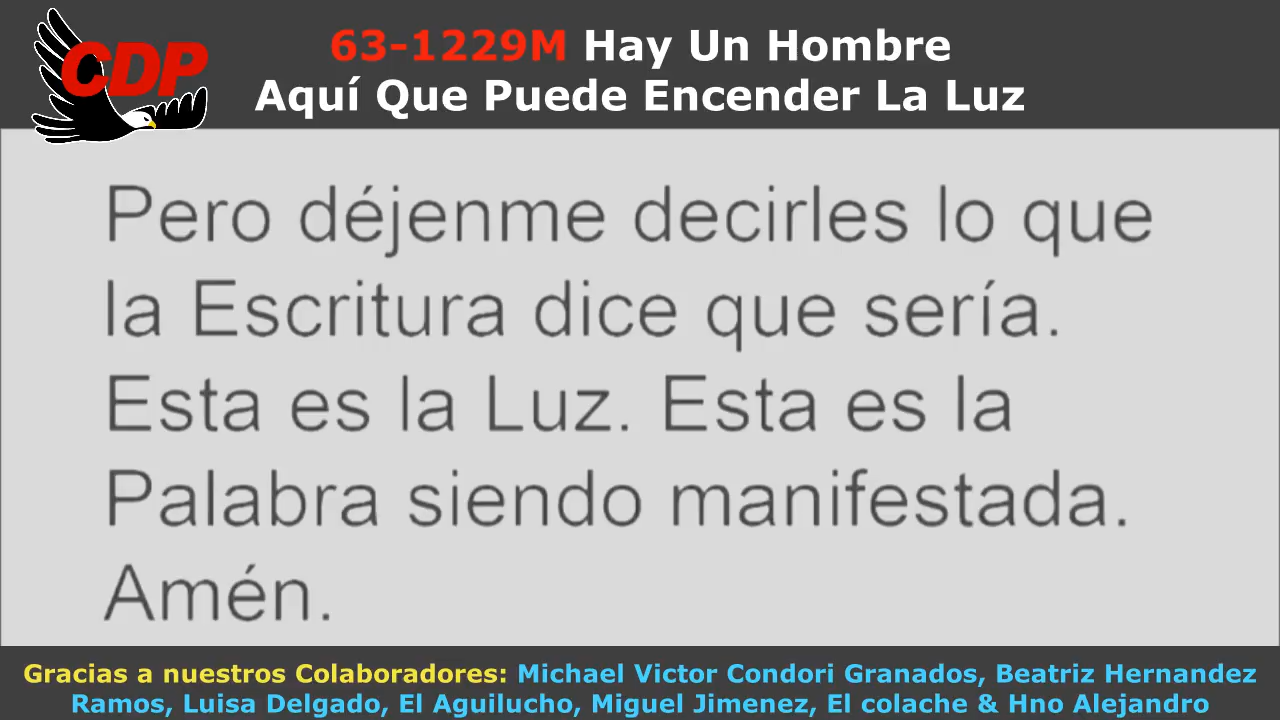 CDP
63-1229M Hay Un Hombre
Aquí Que Puede Encender La Luz
Pero déjenme decirles lo que
la Escritura dice que sería.
Esta es la Luz. Esta es la
Palabra siendo manifestada.
Amén.
Gracias a nuestros Colaboradores: Michael Victor Condori Granados, Beatriz Hernandez
Ramos, Luisa Delgado, El Aguilucho, Miguel Jimenez, El colache & Hno Alejandro